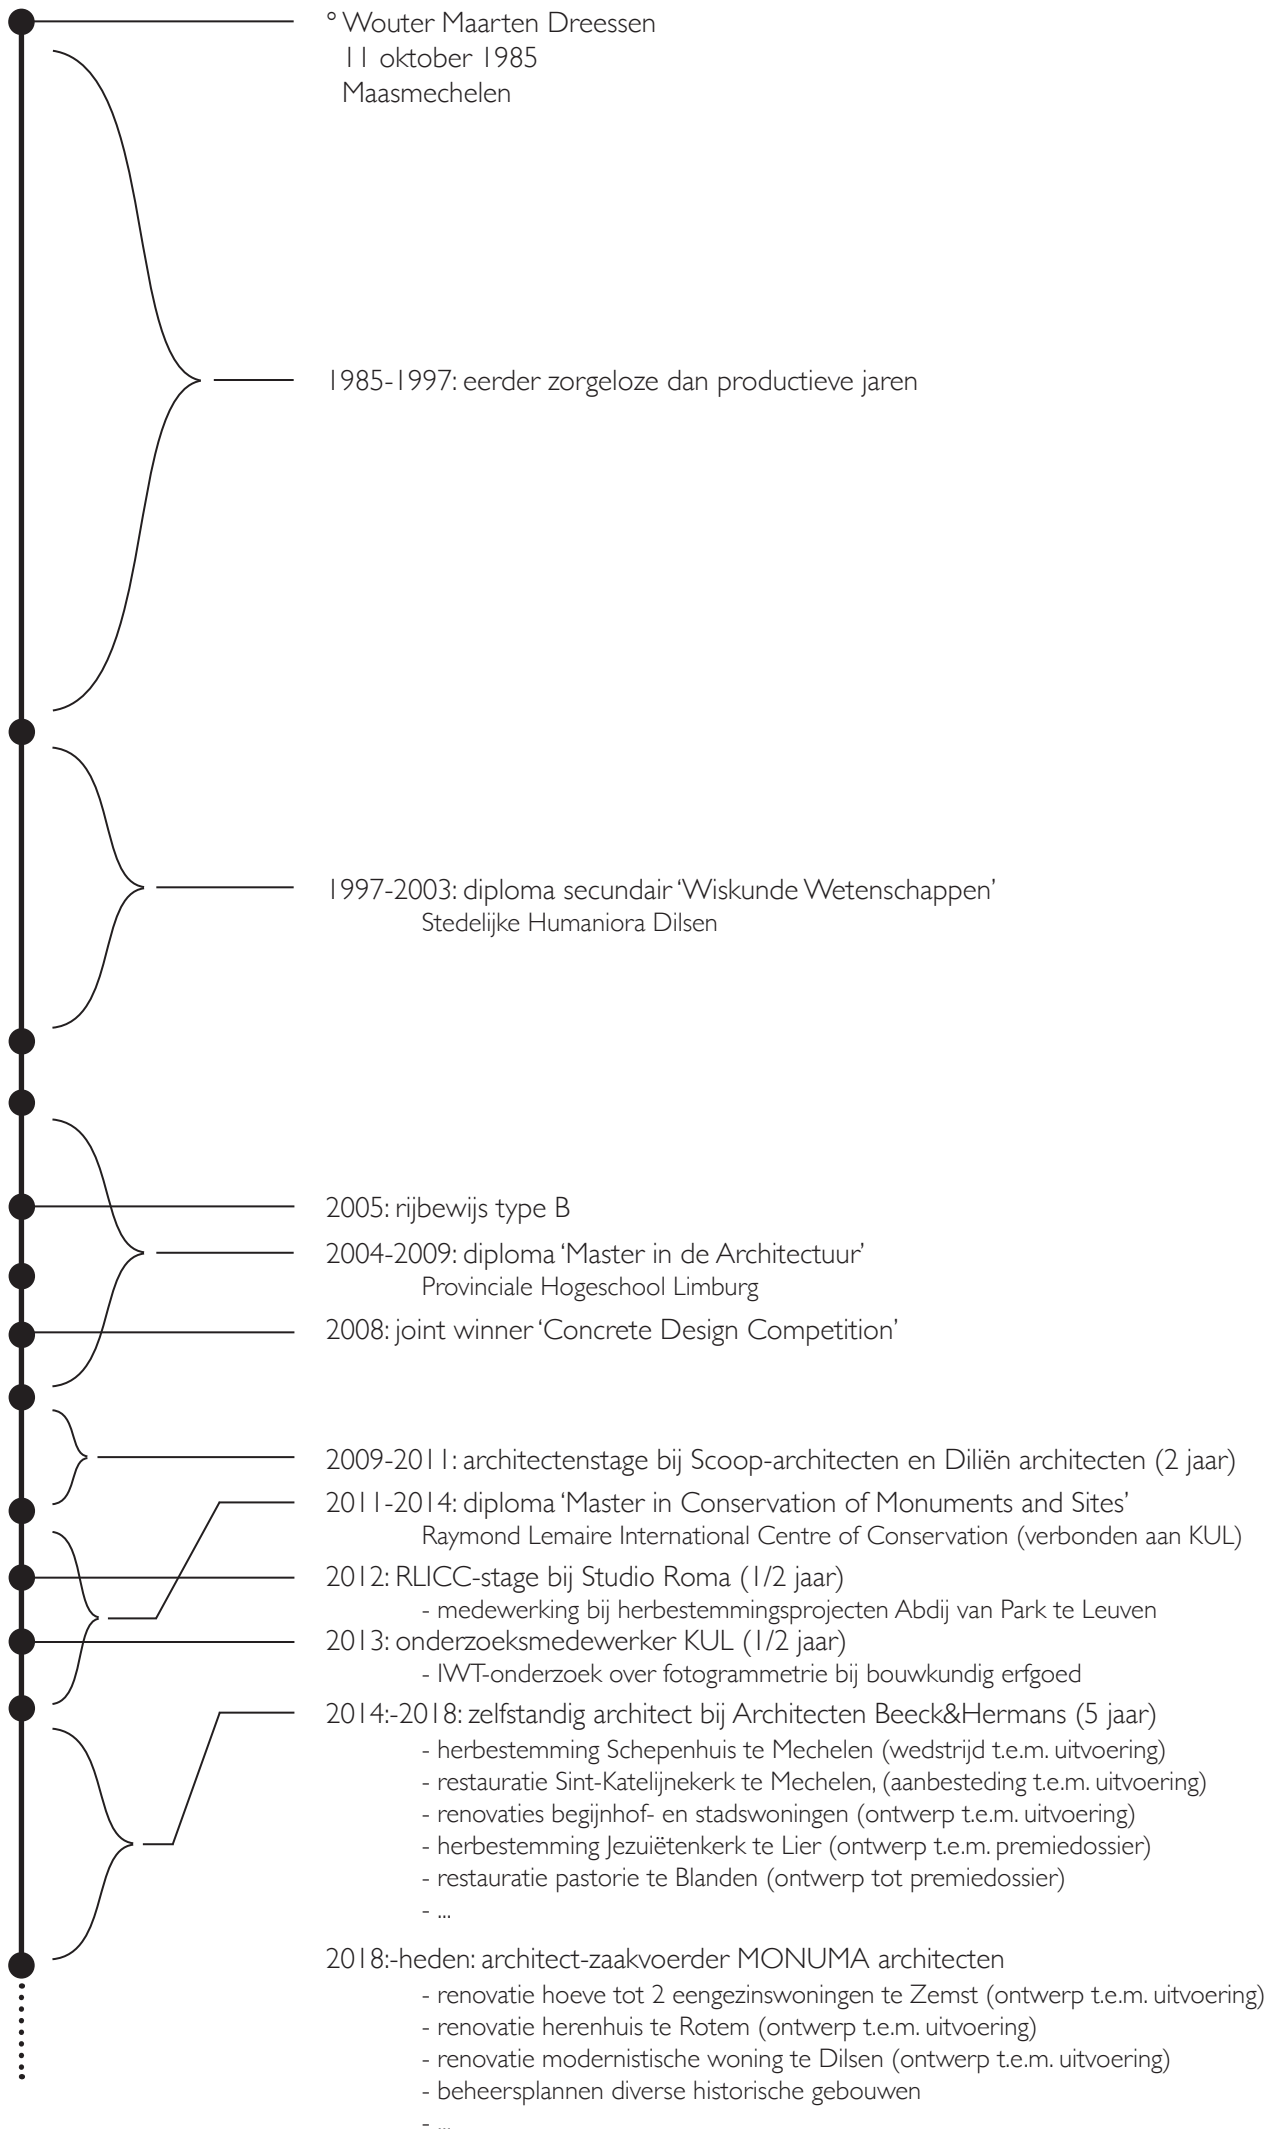 ° Wouter Maarten Dreessen
11 oktober 1985
Maasmechelen
1985-1997: eerder zorgeloze dan productieve jaren
1997-2003: diploma secundair ‘Wiskunde Wetenschappen’
Stedelijke Humaniora Dilsen
2005: rijbewijs type B
2004-2009: diploma ‘Master in de Architectuur’
Provinciale Hogeschool Limburg
2008: joint winner ‘Concrete Design Competition’
2009-2011: architectenstage bij Scoop-architecten en Diliën architecten (2 jaar)
2011-2014: diploma ‘Master in Conservation of Monuments and Sites’
Raymond Lemaire International Centre of Conservation (verbonden aan KUL)
2012: RLICC-stage bij Studio Roma (1/2 jaar)
- medewerking bij herbestemmingsprojecten Abdij van Park te Leuven
2013: onderzoeksmedewerker KUL (1/2 jaar)
- IWT-onderzoek over fotogrammetrie bij bouwkundig erfgoed
2014:-2018: zelfstandig architect bij Architecten Beeck&Hermans (5 jaar)
- herbestemming Schepenhuis te Mechelen (wedstrijd t.e.m. uitvoering)
- restauratie Sint-Katelijnekerk te Mechelen, (aanbesteding t.e.m. uitvoering)
- renovaties begijnhof- en stadswoningen (ontwerp t.e.m. uitvoering)
- herbestemming Jezuïetenkerk te Lier (ontwerp t.e.m. premiedossier)
- restauratie pastorie te Blanden (ontwerp tot premiedossier)
- ...
2018:-heden: architect-zaakvoerder MONUMA architecten
- renovatie hoeve tot 2 eengezinswoningen te Zemst (ontwerp t.e.m. uitvoering)
- renovatie herenhuis te Rotem (ontwerp t.e.m. uitvoering)
- renovatie modernistische woning te Dilsen (ontwerp t.e.m. uitvoering)
- beheersplannen diverse historische gebouwen
- ...